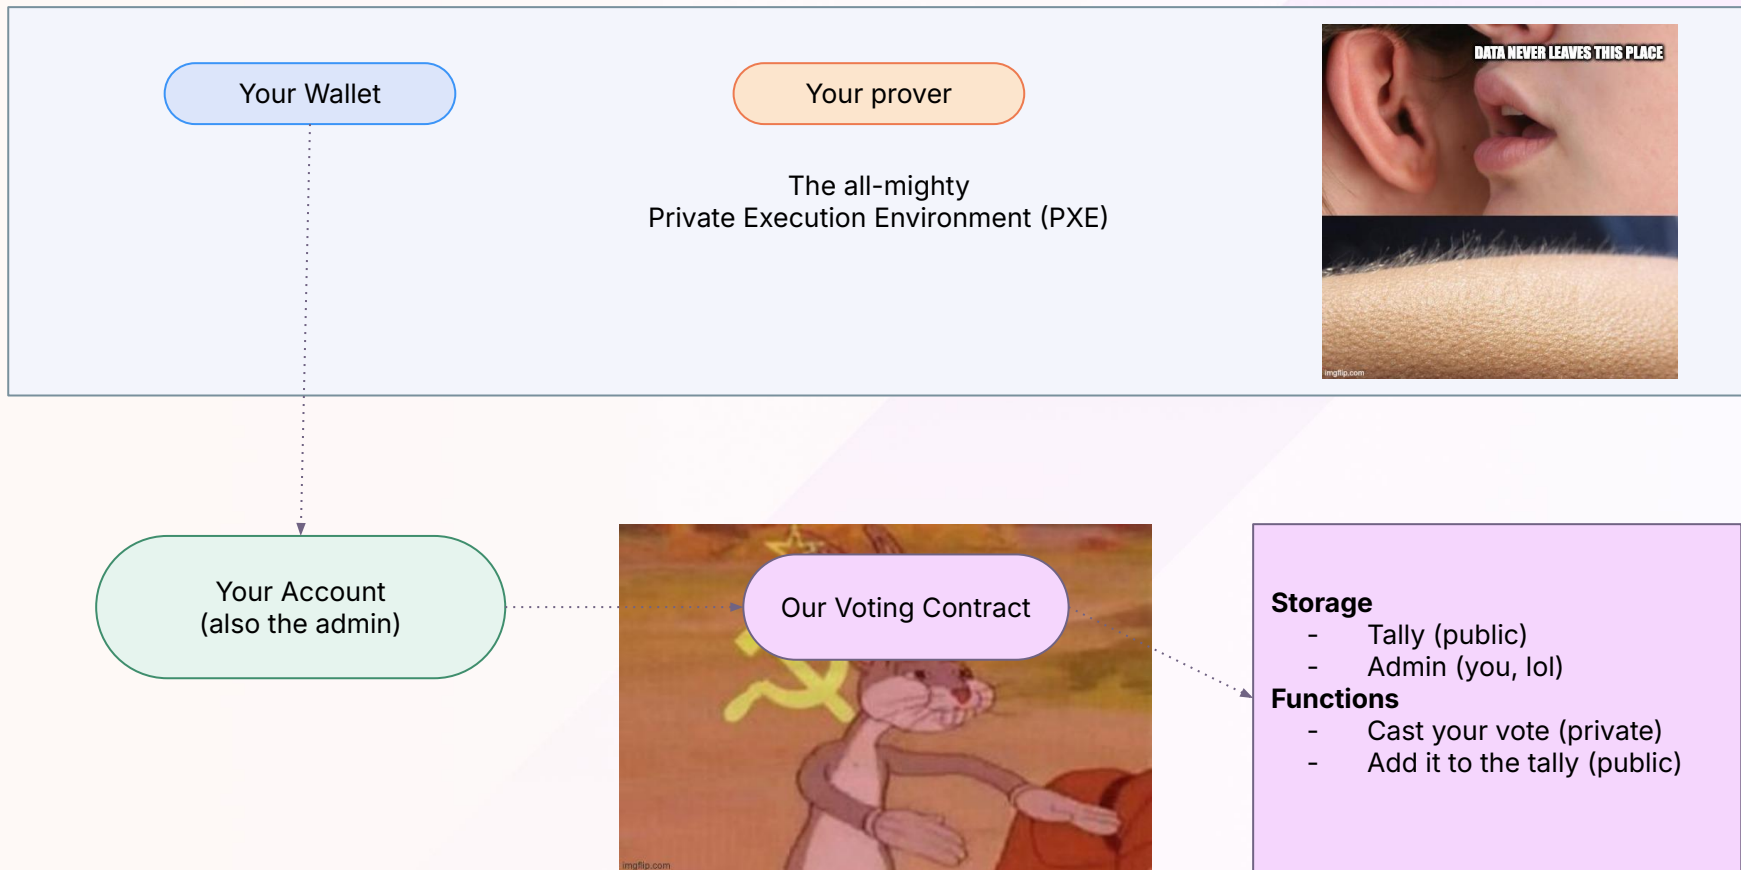 Your Wallet
Your prover
DATA NEVER LEAVES THIS PLACE
The all-mighty
Private Execution Environment (PXE)
imgflip.com
Your Account
(also the admin)
Our Voting Contract
Storage
- Tally (public)
- Admin (you, lol)
Functions
- Cast your vote (private)
- Add it to the tally (public)
imgflip.com